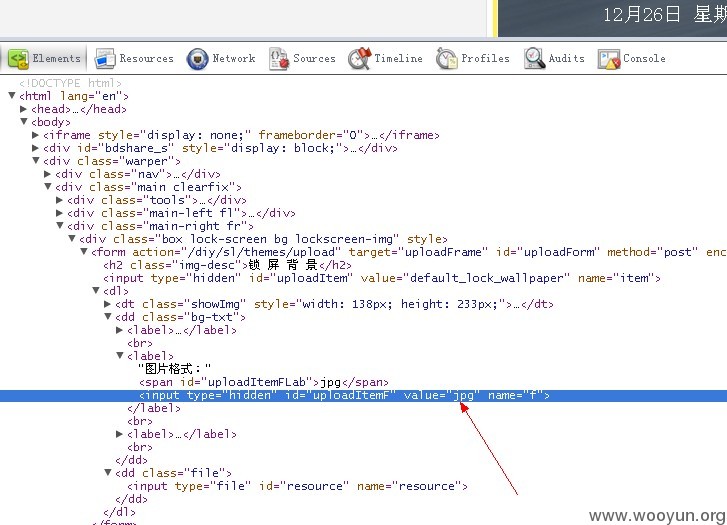 12月26日 星期
Elements Resources Network Sources Timeline Profiles Audits Console
<!DOCTYPE html>
▼<html lang="en">
▶<head>…</head>
▼<body>
▶<iframe style="display: none;" frameborder="0">…</iframe>
▶<div id="bdshare_s" style="display: block;">…</div>
▼<div class="warper">
▶<div class="nav">…</div>
▼<div class="main clearfix">
▶<div class="tools">…</div>
▶<div class="main-left fl">…</div>
▼<div class="main-right fr">
▼<div class="box lock-screen bg lockscreen-img" style>
▼<form action="/diy/sl/themes/upload" target="uploadFrame" id="uploadForm" method="post" enc
<h2 class="img-desc">锁 屏 背 景</h2>
<input type="hidden" id="uploadItem" value="default_lock_wallpaper" name="item">
▼<dl>
▶<dt class="showImg" style="width: 138px; height: 233px;">…</dt>
▼<dd class="bg-txt">
▶<label>…</label>
<br>
▼<label>
"图片格式："
<span id="uploadItemFLab">jpg</span>
<input type="hidden" id="uploadItemF" value="jpg" name="f">
</label>
<br>
▶<label>…</label>
<br>
</dd>
▼<dd class="file">
<input type="file" id="resource" name="resource">
</dd>
</dl>
</form>
www.wooyun.org